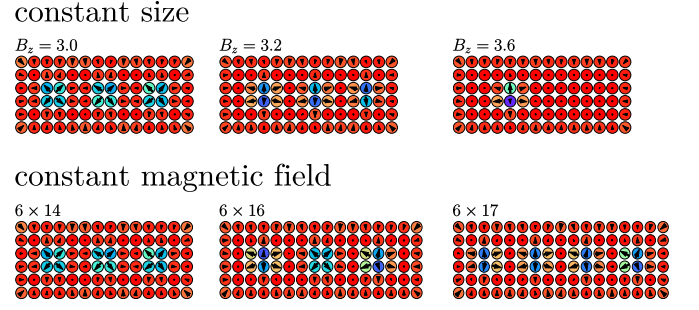 constant size
B_z = 3.0
B_z = 3.2
B_z = 3.6
constant magnetic field
6 × 14
6 × 16
6 × 17